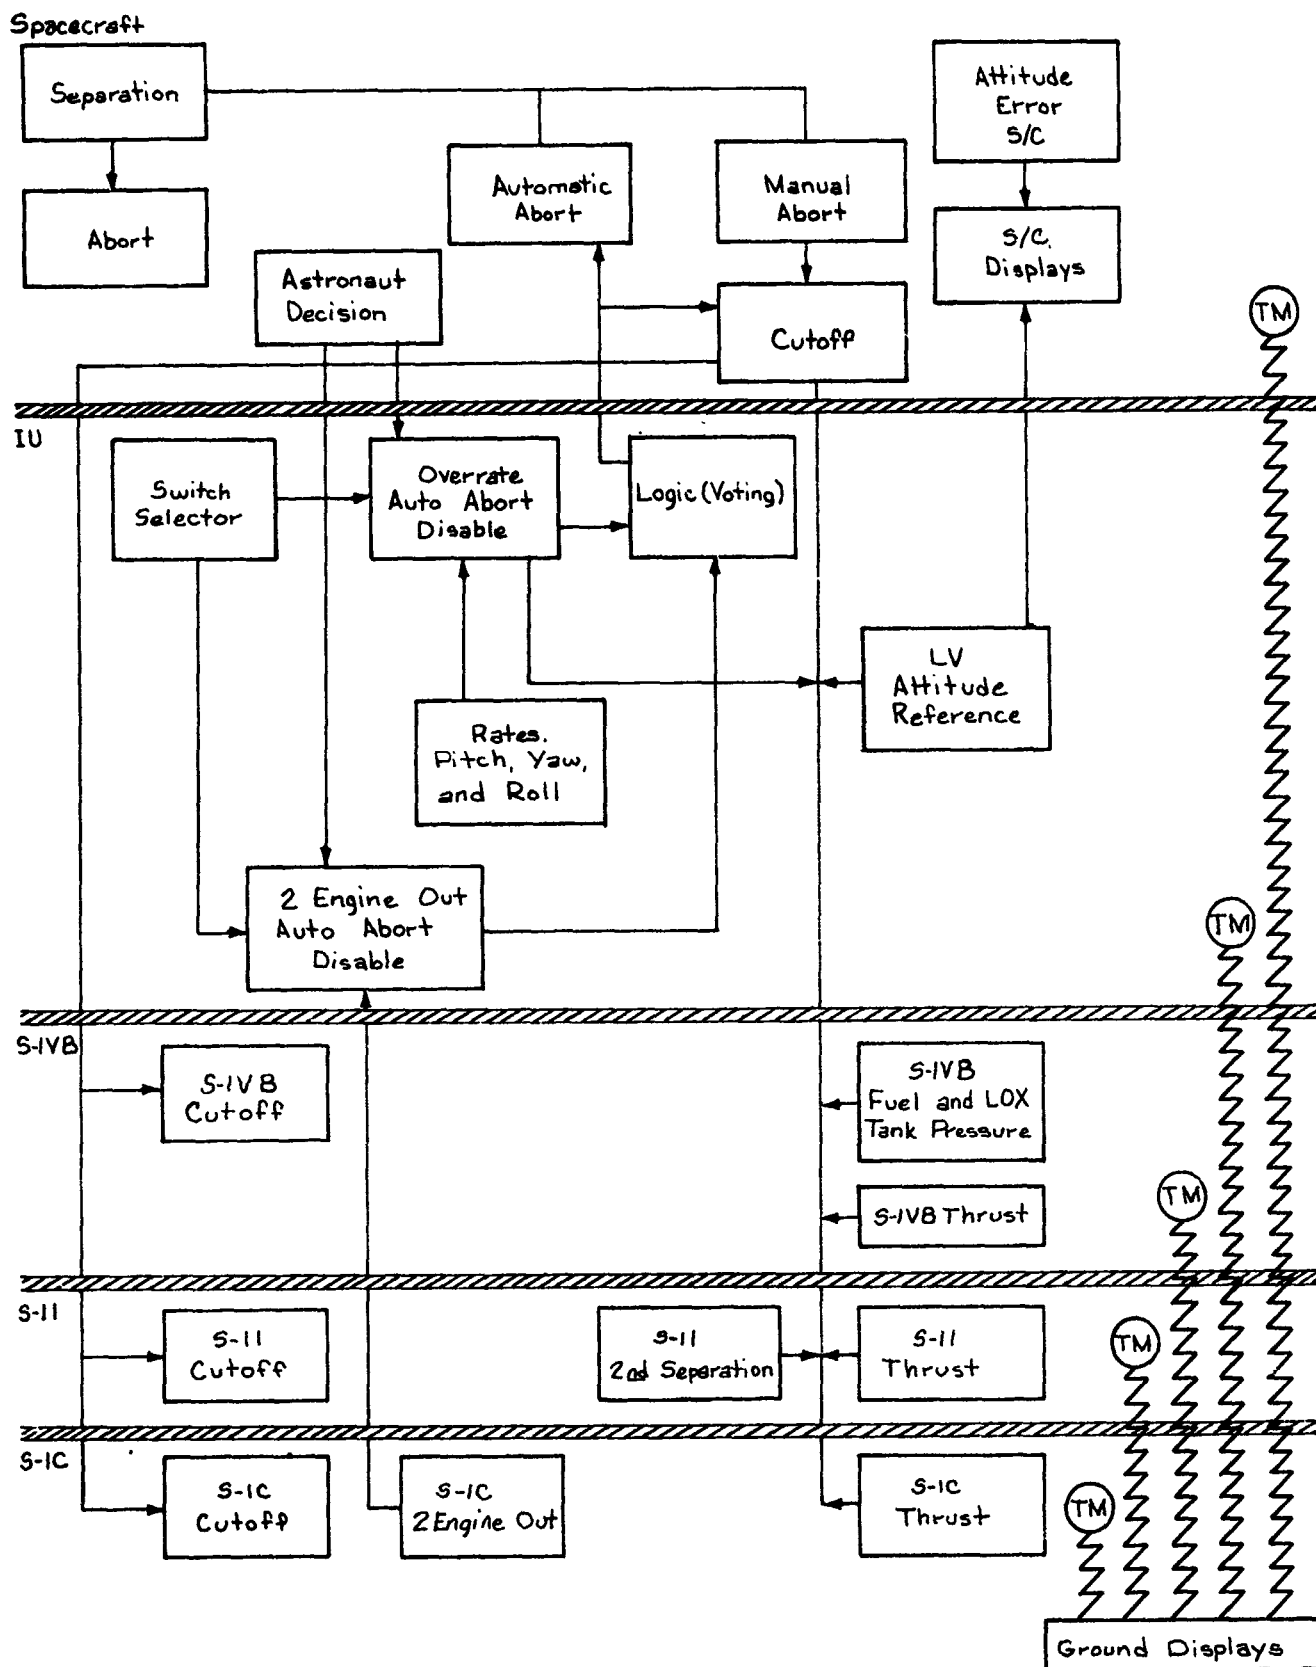 Spacecraft
Separation
Abort
Automatic
Abort
Manual
Abort
Attitude
Error
S/C
S/C.
Displays
Astronaut
Decision
Cutoff
TM
IU
Switch
Selector
Overrate
Auto Abort
Disable
Logic (Voting)
LV
Attitude
Reference
Rates.
Pitch, Yaw,
and Roll
2 Engine Out
Auto Abort
Disable
TM
S-IVB
S-IVB
Cutoff
S-IVB
Fuel and LOX
Tank Pressure
S-IVB Thrust
TM
S-II
S-II
Cutoff
S-II
2nd Separation
S-II
Thrust
TM
S-IC
S-IC
Cutoff
S-IC
2 Engine Out
S-IC
Thrust
TM
Ground Displays